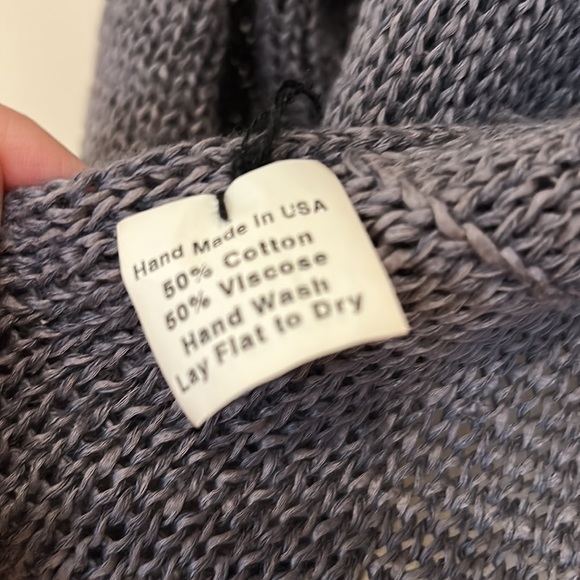 Hand Made In USA
50% Cotton
50% Viscose
Hand Wash
Lay Flat to Dry